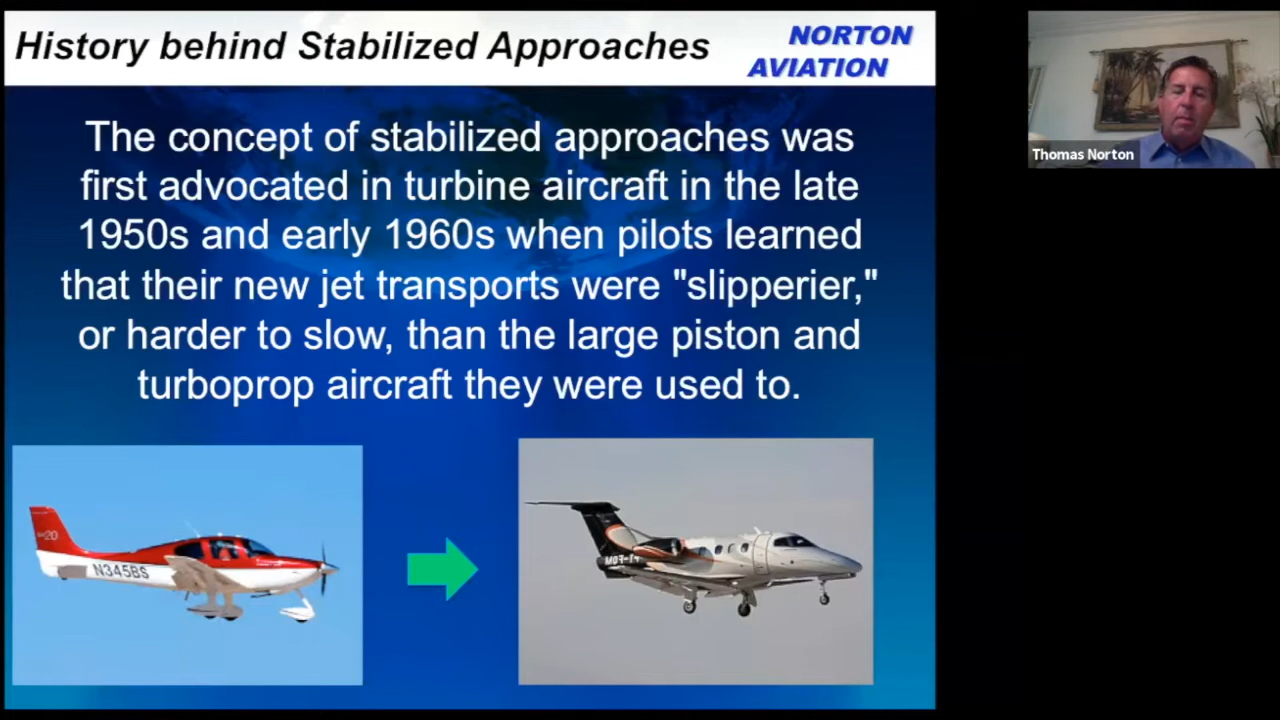 History behind Stabilized Approaches
NORTON
AVIATION
The concept of stabilized approaches was
first advocated in turbine aircraft in the late
1950s and early 1960s when pilots learned
that their new jet transports were "slipperier,"
or harder to slow, than the large piston and
turboprop aircraft they were used to.
N345BS
Thomas Norton